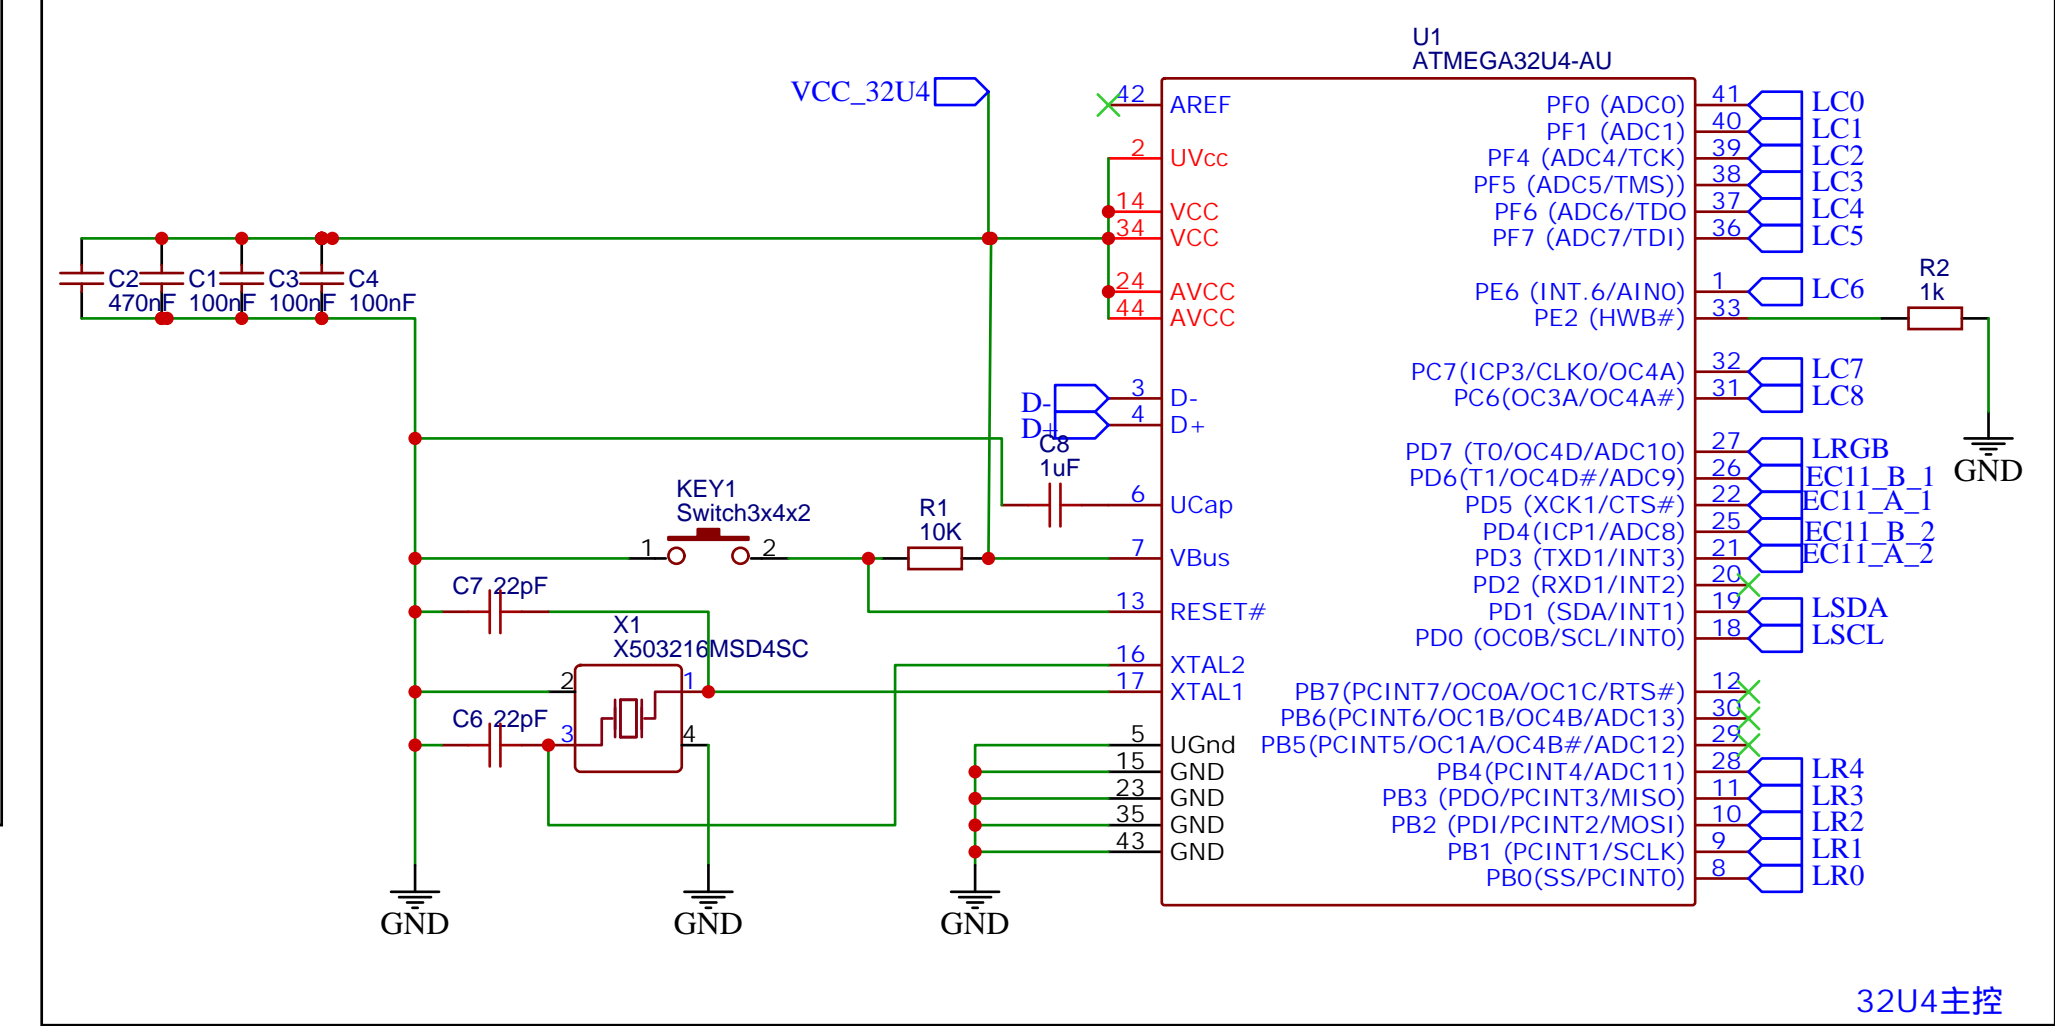 U1
ATMEGA32U4-AU
VCC_32U4
42
AREF
2
UVcc
14
VCC
34
VCC
24
AVCC
44
AVCC
D-
3
D-
D+
4
D+
C8
1uF
6
UCap
7
VBus
13
RESET#
16
XTAL2
17
XTAL1
5
UGnd
15
GND
23
GND
35
GND
43
GND
PF0 (ADC0)
41
LC0
PF1 (ADC1)
40
LC1
PF4 (ADC4/TCK)
39
LC2
PF5 (ADC5/TMS))
38
LC3
PF6 (ADC6/TDO
37
LC4
PF7 (ADC7/TDI)
36
LC5
PE6 (INT.6/AIN0)
1
LC6
PE2 (HWB#)
33
R2
1k
GND
PC7(ICP3/CLK0/OC4A)
32
LC7
PC6(OC3A/OC4A#)
31
LC8
PD7 (T0/OC4D/ADC10)
27
LRGB
PD6(T1/OC4D#/ADC9)
26
EC11_B_1
PD5 (XCK1/CTS#)
22
EC11_A_1
PD4(ICP1/ADC8)
25
EC11_B_2
PD3 (TXD1/INT3)
21
EC11_A_2
PD2 (RXD1/INT2)
20
PD1 (SDA/INT1)
19
LSDA
PD0 (OC0B/SCL/INT0)
18
LSCL
PB7(PCINT7/OC0A/OC1C/RTS#)
12
PB6(PCINT6/OC1B/OC4B/ADC13)
30
PB5(PCINT5/OC1A/OC4B#/ADC12)
29
PB4(PCINT4/ADC11)
28
LR4
PB3 (PDO/PCINT3/MISO)
11
LR3
PB2 (PDI/PCINT2/MOSI)
10
LR2
PB1 (PCINT1/SCLK)
9
LR1
PB0(SS/PCINT0)
8
LR0
C2
470nF
C1
100nF
C3
100nF
C4
100nF
KEY1
Switch3x4x2
1
2
R1
10K
C7 22pF
X1
X503216MSD4SC
2
1
C6 22pF
3
4
GND
GND
GND
32U4主控